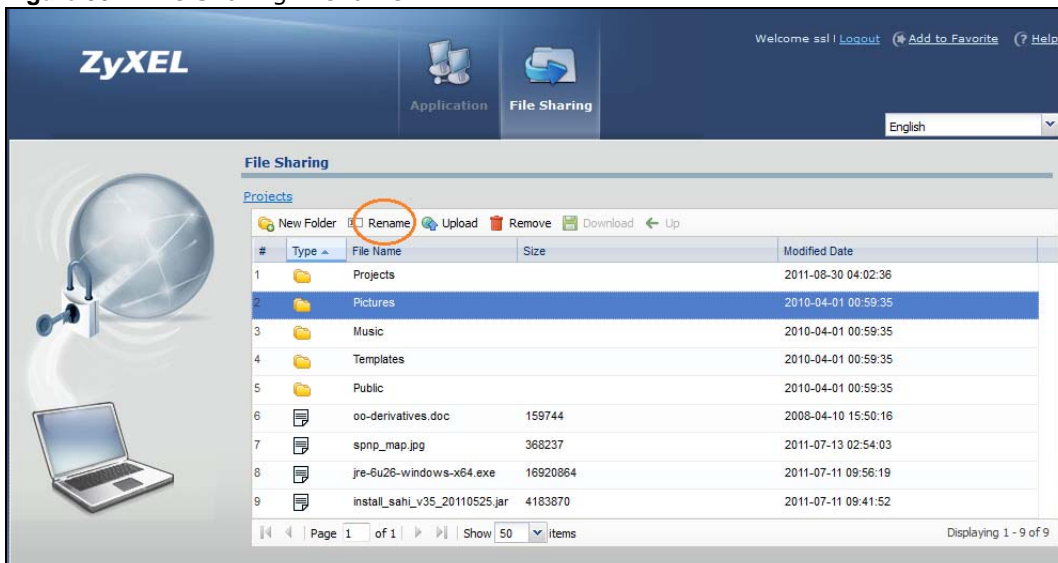 ZyXEL
Welcome ssl | Logout Add to Favorite ? Help
Application File Sharing
English
File Sharing
Projects
New Folder Rename Upload Remove Download Up
# Type File Name Size Modified Date
1 Projects 2011-08-30 04:02:36
2 Pictures 2010-04-01 00:59:35
3 Music 2010-04-01 00:59:35
4 Templates 2010-04-01 00:59:35
5 Public 2010-04-01 00:59:35
6 oo-derivatives.doc 159744 2008-04-10 15:50:16
7 spnp_map.jpg 368237 2011-07-13 02:54:03
8 jre-6u26-windows-x64.exe 16920864 2011-07-11 09:56:19
9 install_sahi_v35_20110525.jar 4183870 2011-07-11 09:41:52
Page 1 of 1 Show 50 items Displaying 1 - 9 of 9